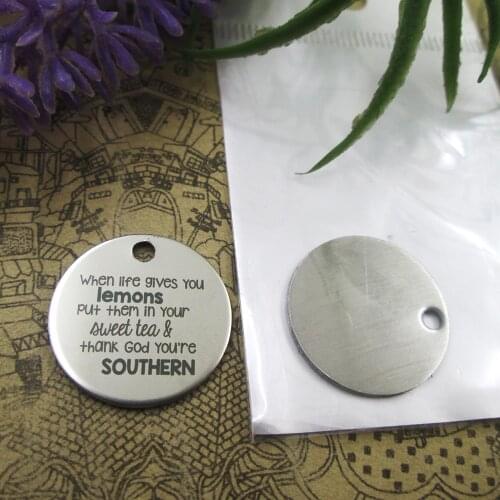 When life gives you
lemons
put them in your
sweet tea &
thank God you're
SOUTHERN